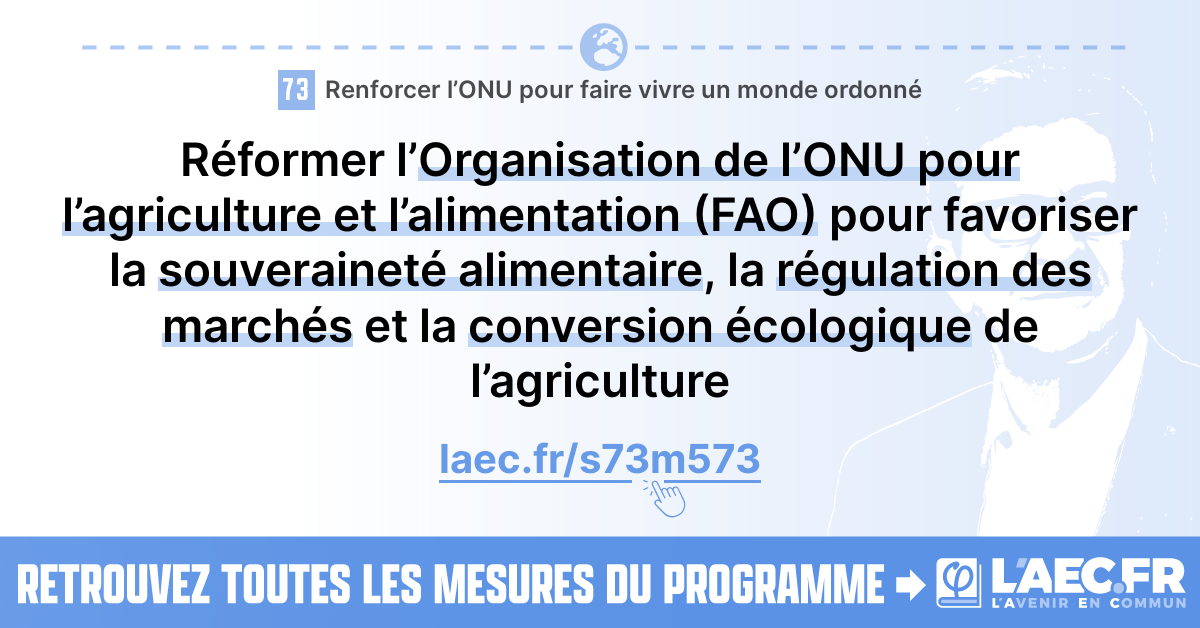 73 Renforcer l’ONU pour faire vivre un monde ordonné
Réformer l’Organisation de l’ONU pour
l’agriculture et l’alimentation (FAO) pour favoriser
la souveraineté alimentaire, la régulation des
marchés et la conversion écologique de
l’agriculture
laec.fr/s73m573
RETROUVEZ TOUTES LES MESURES DU PROGRAMME
φ L'AEC.FR
L'AVENIR EN COMMUN